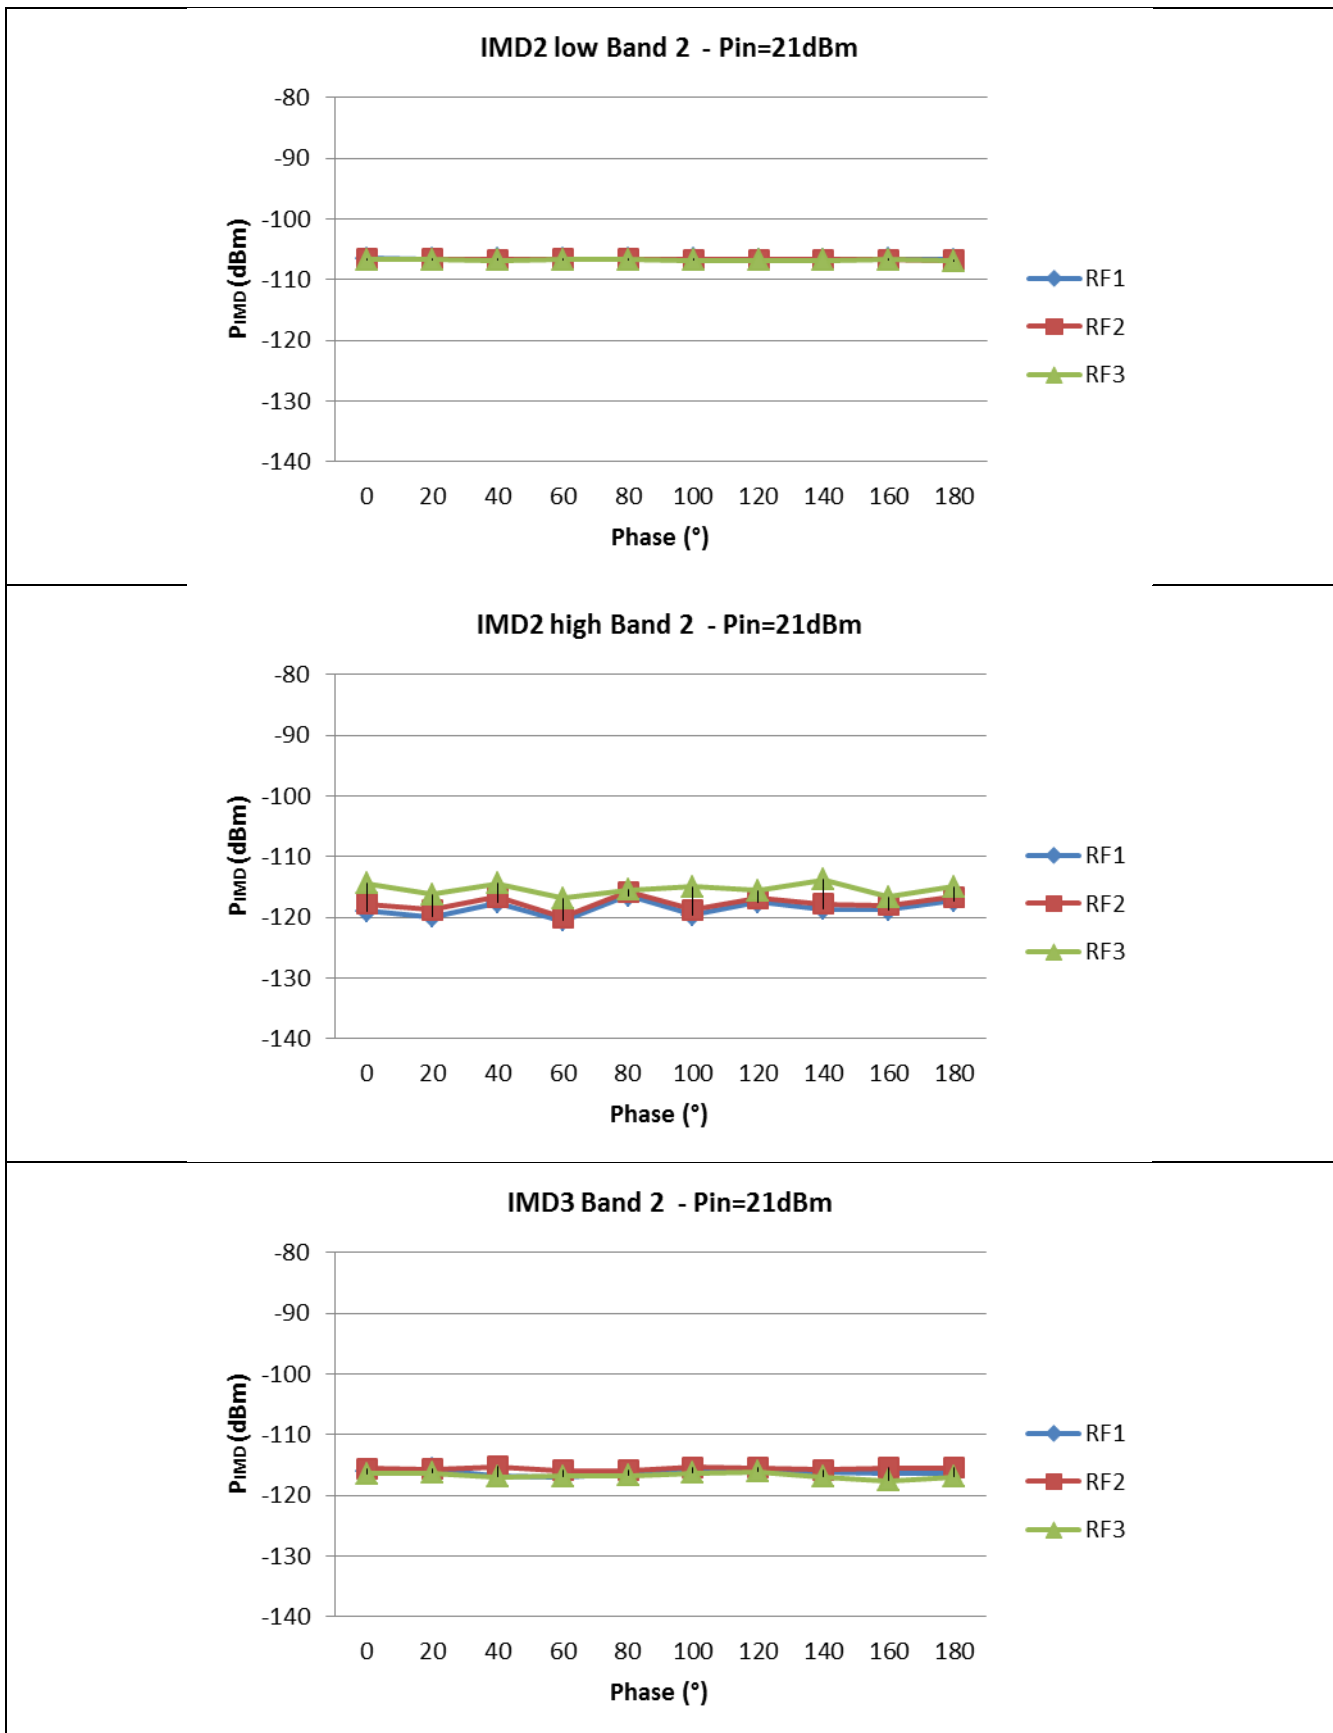 IMD2 low Band 2 - Pin=21dBm
-80
-90
-100
-110
-120
-130
-140
PIMD (dBm)
0 20 40 60 80 100 120 140 160 180
Phase (°)
RF1
RF2
RF3
IMD2 high Band 2 - Pin=21dBm
-80
-90
-100
-110
-120
-130
-140
PIMD (dBm)
0 20 40 60 80 100 120 140 160 180
Phase (°)
RF1
RF2
RF3
IMD3 Band 2 - Pin=21dBm
-80
-90
-100
-110
-120
-130
-140
PIMD (dBm)
0 20 40 60 80 100 120 140 160 180
Phase (°)
RF1
RF2
RF3